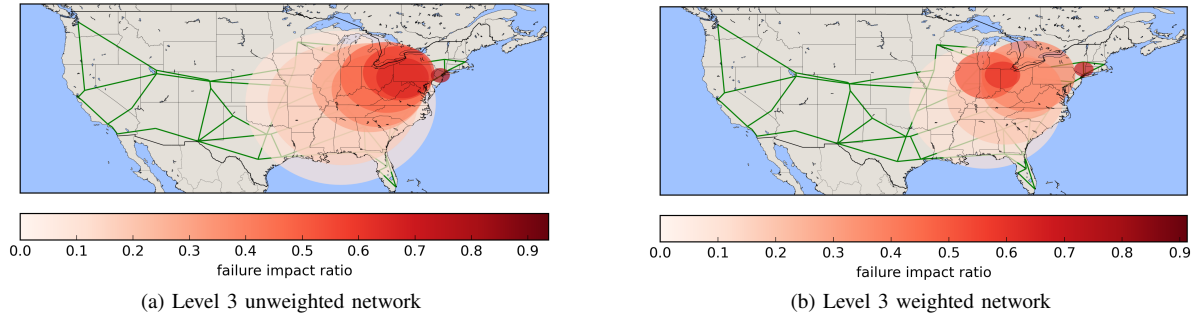 0.0 0.1 0.2 0.3 0.4 0.5 0.6 0.7 0.8 0.9
failure impact ratio
(a) Level 3 unweighted network
0.0 0.1 0.2 0.3 0.4 0.5 0.6 0.7 0.8 0.9
failure impact ratio
(b) Level 3 weighted network